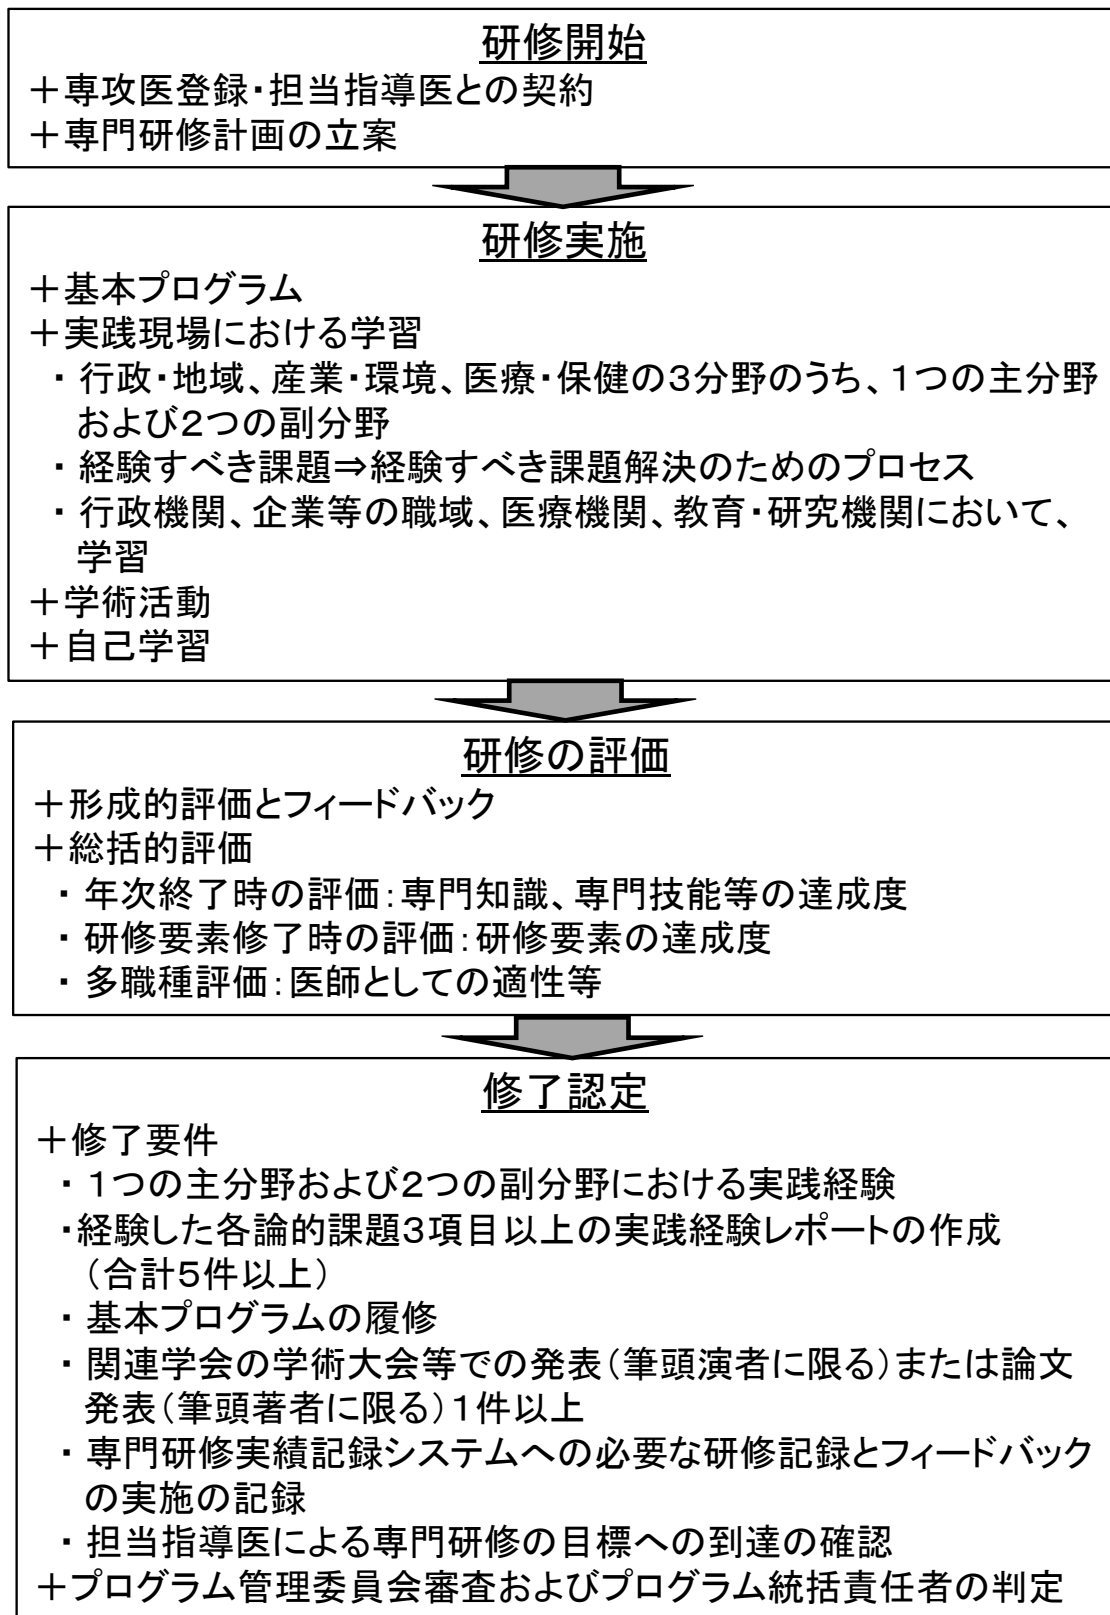 研修開始
＋専攻医登録・担当指導医との契約
＋専門研修計画の立案
研修実施
＋基本プログラム
＋実践現場における学習
・行政・地域、産業・環境、医療・保健の３分野のうち、１つの主分野
および２つの副分野
・経験すべき課題⇒経験すべき課題解決のためのプロセス
・行政機関、企業等の職域、医療機関、教育・研究機関において、
学習
＋学術活動
＋自己学習
研修の評価
＋形成的評価とフィードバック
＋総括的評価
・年次終了時の評価：専門知識、専門技能等の達成度
・研修要素修了時の評価：研修要素の達成度
・多職種評価：医師としての適性等
修了認定
＋修了要件
・１つの主分野および２つの副分野における実践経験
・経験した各論的課題３項目以上の実践経験レポートの作成
（合計５件以上）
・基本プログラムの履修
・関連学会の学術大会等での発表（筆頭演者に限る）または論文
発表（筆頭著者に限る）１件以上
・専門研修実績記録システムへの必要な研修記録とフィードバック
の実施の記録
・担当指導医による専門研修の目標への到達の確認
＋プログラム管理委員会審査およびプログラム統括責任者の判定